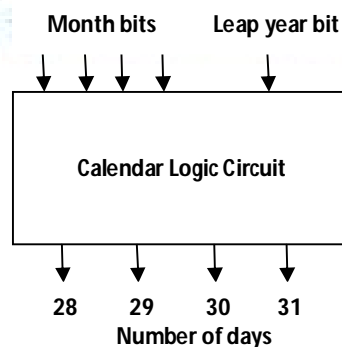 Month bits Leap year bit
Calendar Logic Circuit
28 29 30 31
Number of days